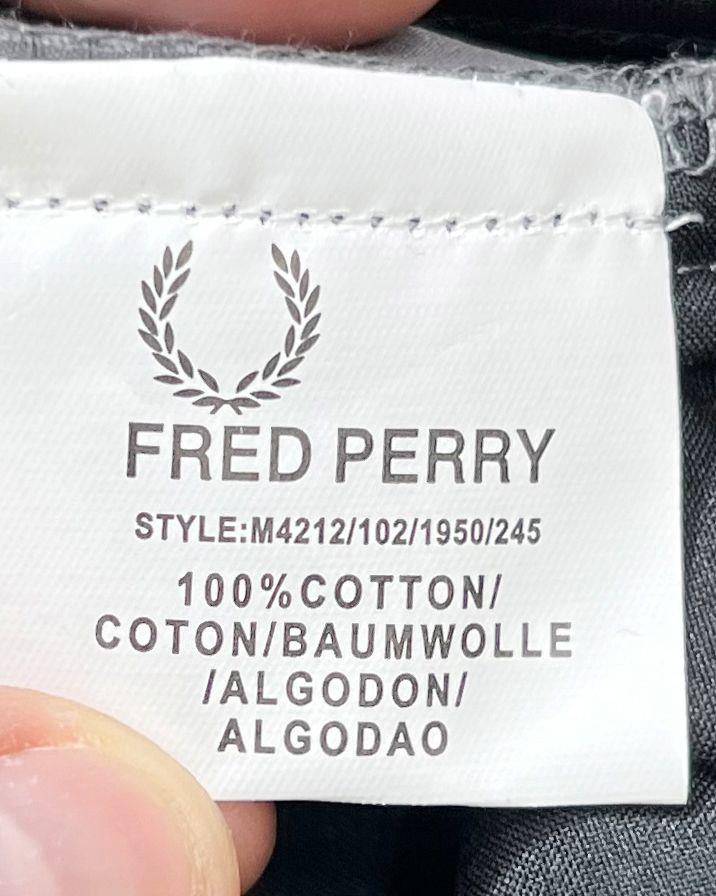 FRED PERRY
STYLE:M4212/102/1950/245
100%COTTON/
COTON/BAUMWOLLE
/ALGODON/
ALGODAO